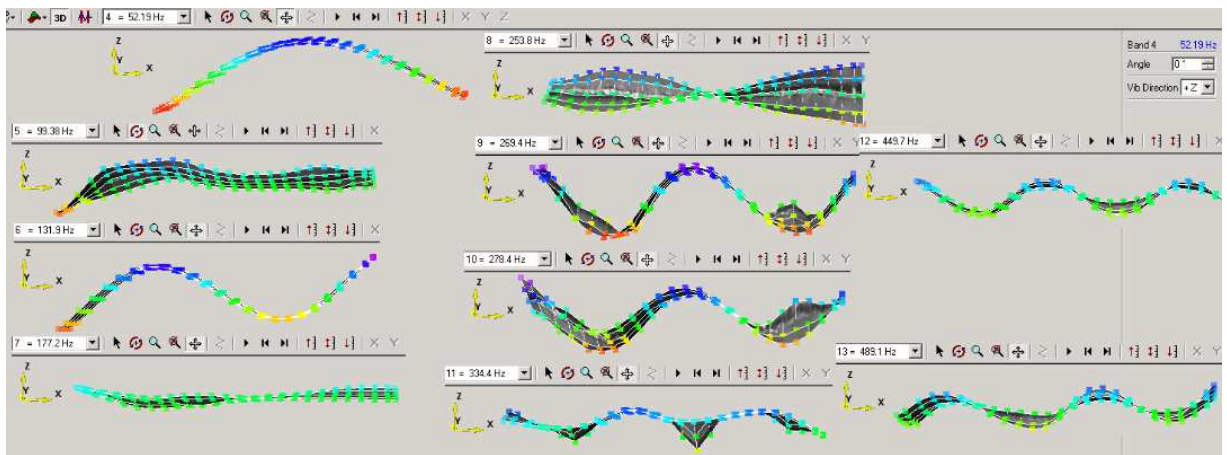 3D 4 = 52.19 Hz X Y Z
Z Y X
5 = 99.38 Hz X
Z Y X
6 = 131.9 Hz
Z Y X
7 = 177.2 Hz X Y
Z Y X
8 = 253.8 Hz X Y
Z Y X
9 = 269.4 Hz X Y
Z Y X
10 = 278.4 Hz X Y
Z Y X
11 = 334.4 Hz X Y
Z Y X
Band 4 52.19 Hz
Angle 0 °
Vib Direction +Z
12 = 449.7 Hz
Z Y X
13 = 489.1 Hz X Y
Z Y X